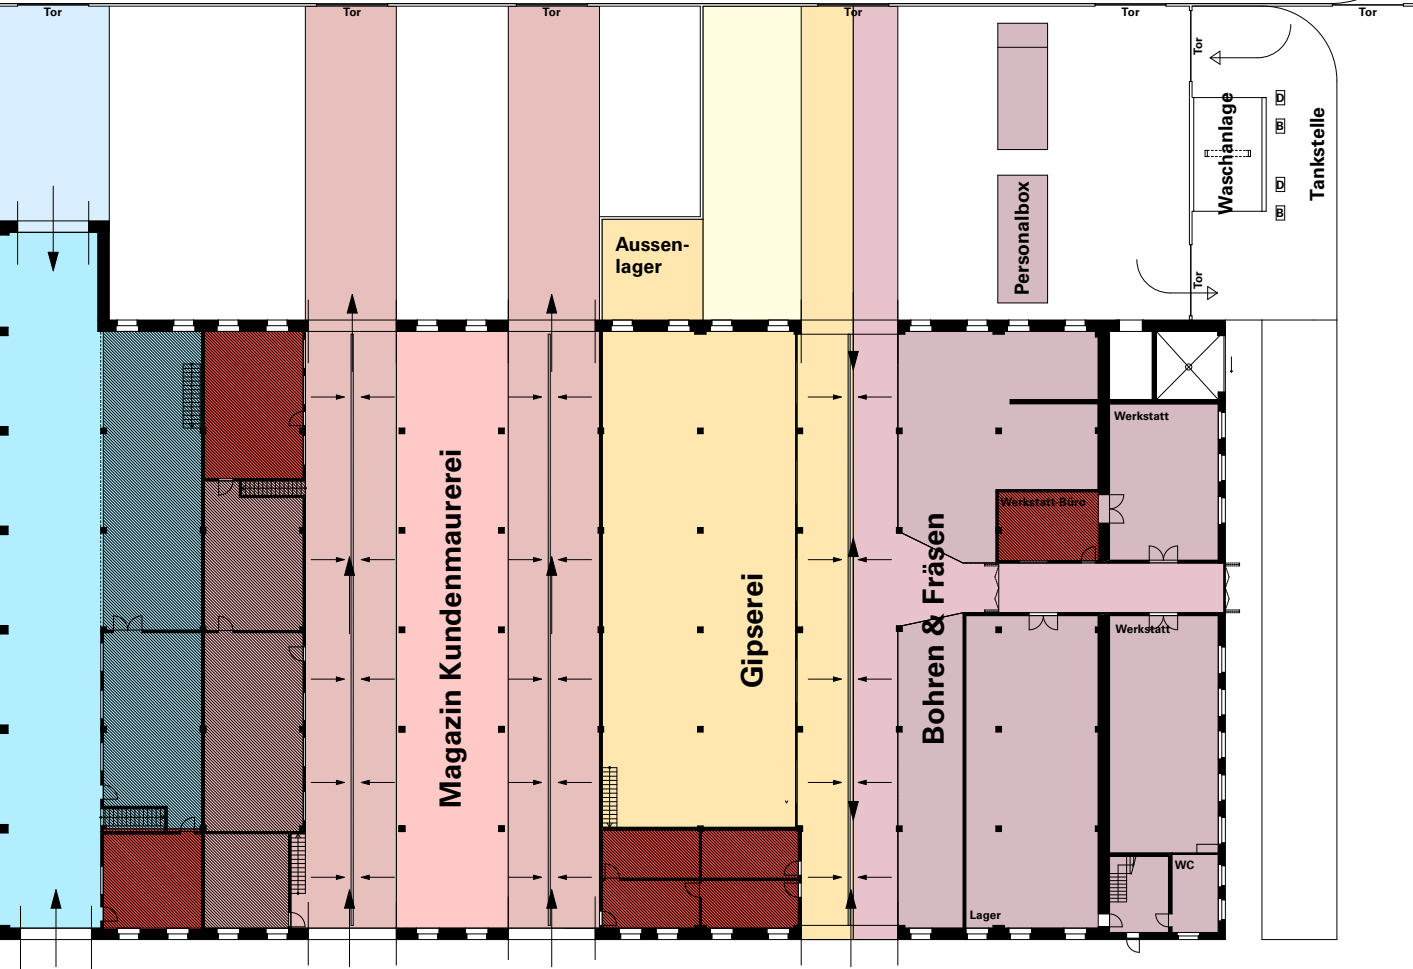 Tor
Tor
Tor
Tor
Tor
Tor
Tor
Waschanlage
D
B
D
B
Tankstelle
Aussen-
lager
Personalbox
Tor
Werkstatt
Magazin Kundenmaurerei
Gipserei
Bohren & Fräsen
Werkstatt-Büro
Werkstatt
WC
Lager